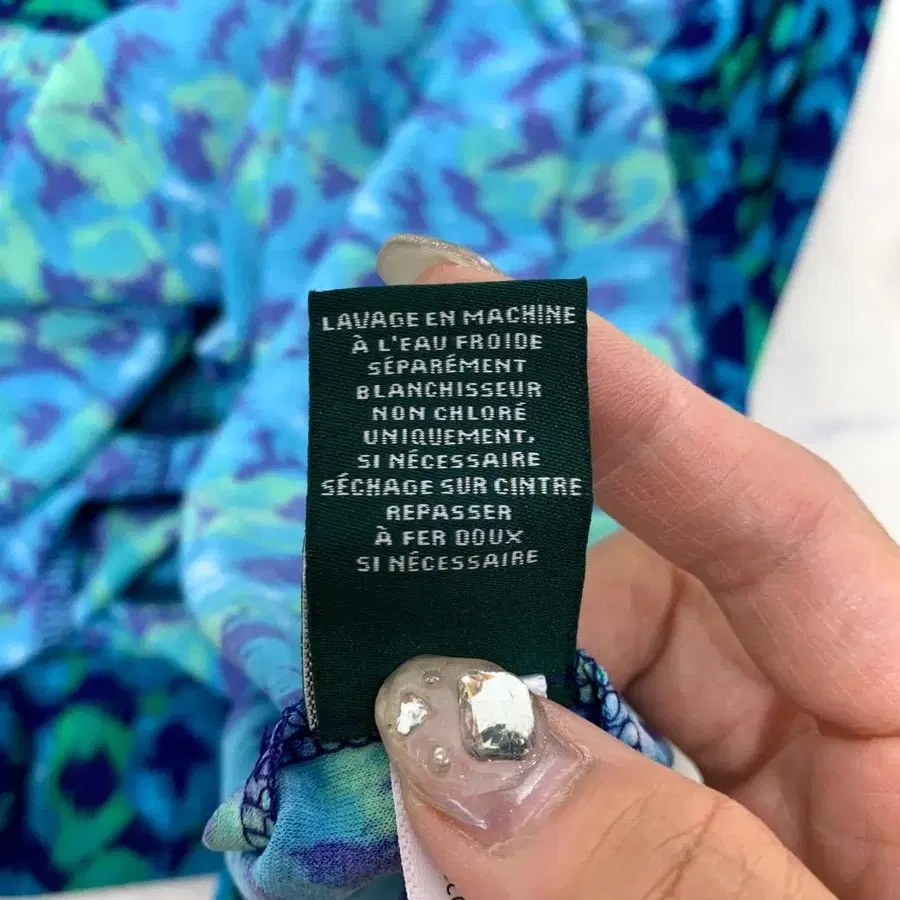 LAVAGE EN MACHINE
À L'EAU FROIDE
SÉPARÉMENT
BLANCHISSEUR
NON CHLORÉ
UNIQUEMENT,
SI NÉCESSAIRE
SÉCHAGE SUR CINTRE
REPASSER
À FER DOUX
SI NÉCESSAIRE